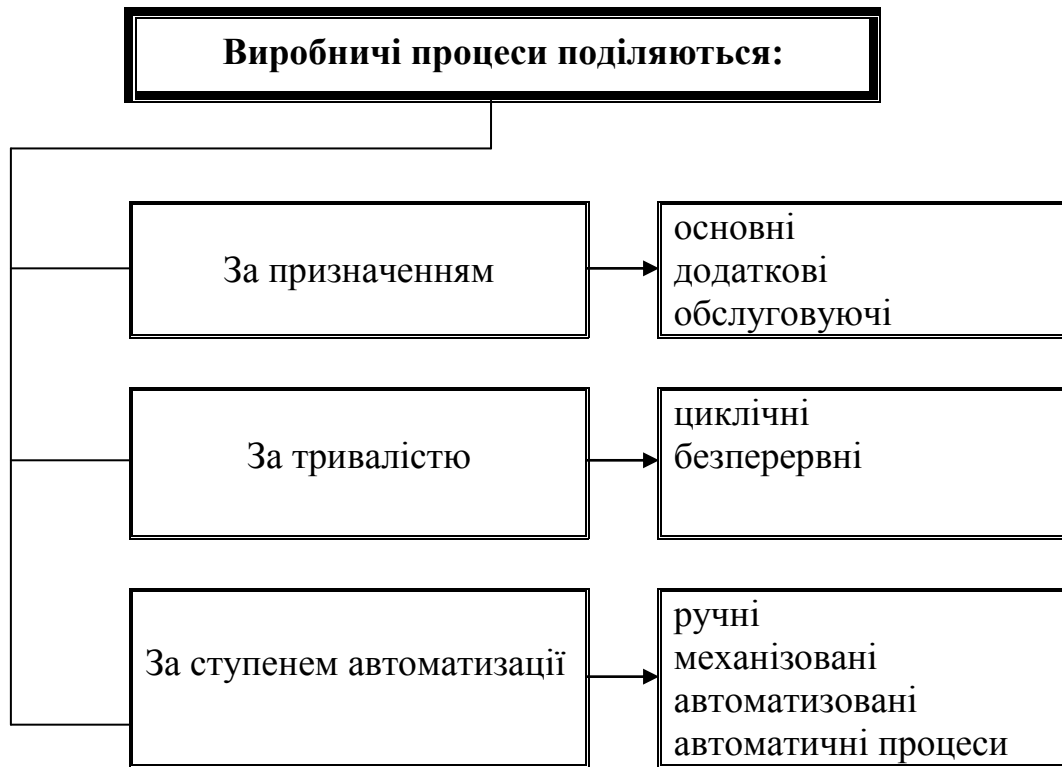 Виробничі процеси поділяються:
За призначенням
основні
додаткові
обслуговуючі
За тривалістю
циклічні
безперервні
За ступенем автоматизації
ручні
механізовані
автоматизовані
автоматичні процеси